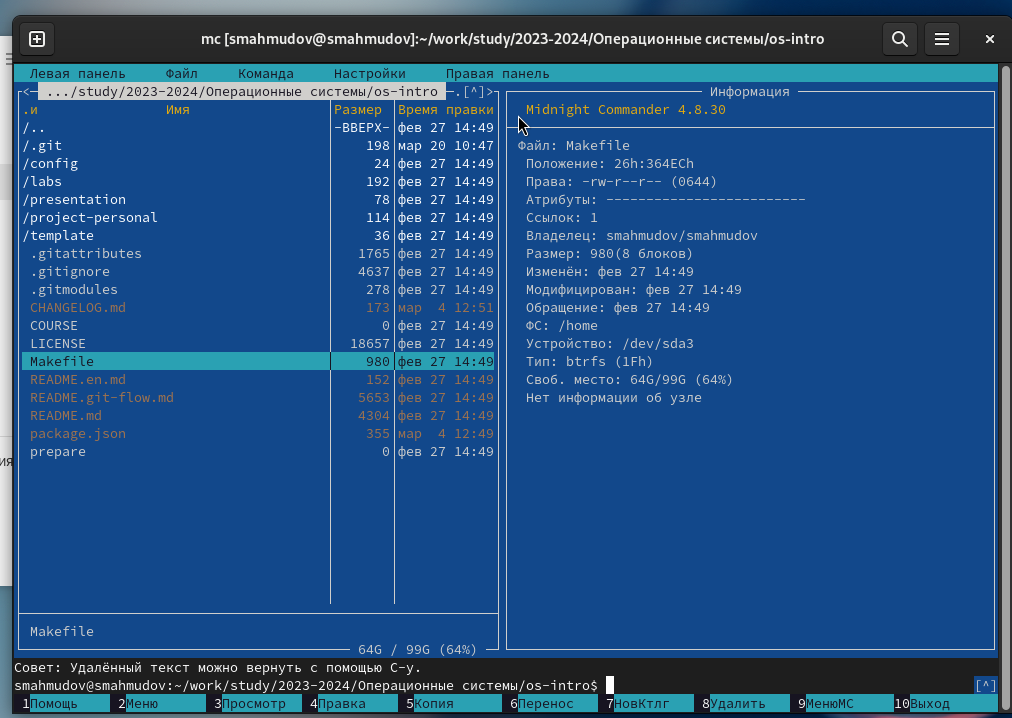 mc [smahmudov@smahmudov]:~/work/study/2023-2024/Операционные системы/os-intro
Левая панель Файл Команда Настройки Правая панель
<— .../study/2023-2024/Операционные системы/os-intro —.[^]>
.и Имя Размер Время правки
/.. -ВВЕРХ- фев 27 14:49
/.git 198 мар 20 10:47
/config 24 фев 27 14:49
/labs 192 фев 27 14:49
/presentation 78 фев 27 14:49
/project-personal 114 фев 27 14:49
/template 36 фев 27 14:49
.gitattributes 1765 фев 27 14:49
.gitignore 4637 фев 27 14:49
.gitmodules 278 фев 27 14:49
CHANGELOG.md 173 мар 4 12:51
COURSE 0 фев 27 14:49
LICENSE 18657 фев 27 14:49
Makefile 980 фев 27 14:49
README.en.md 152 фев 27 14:49
README.git-flow.md 5653 фев 27 14:49
README.md 4304 фев 27 14:49
package.json 355 мар 4 12:49
prepare 0 фев 27 14:49
Makefile
64G / 99G (64%)
Информация
Midnight Commander 4.8.30
Файл: Makefile
Положение: 26h:364ECh
Права: -rw-r--r-- (0644)
Атрибуты: -------------------------
Ссылок: 1
Владелец: smahmudov/smahmudov
Размер: 980(8 блоков)
Изменён: фев 27 14:49
Модифицирован: фев 27 14:49
Обращение: фев 27 14:49
ФС: /home
Устройство: /dev/sda3
Тип: btrfs (1Fh)
Своб. место: 64G/99G (64%)
Нет информации об узле
Совет: Удалённый текст можно вернуть с помощью C-y.
smahmudov@smahmudov:~/work/study/2023-2024/Операционные системы/os-intro$ [^]
1Помощь 2Меню 3Просмотр 4Правка 5Копия 6Перенос 7НовКтлг 8Удалить 9МенюMC 10Выход